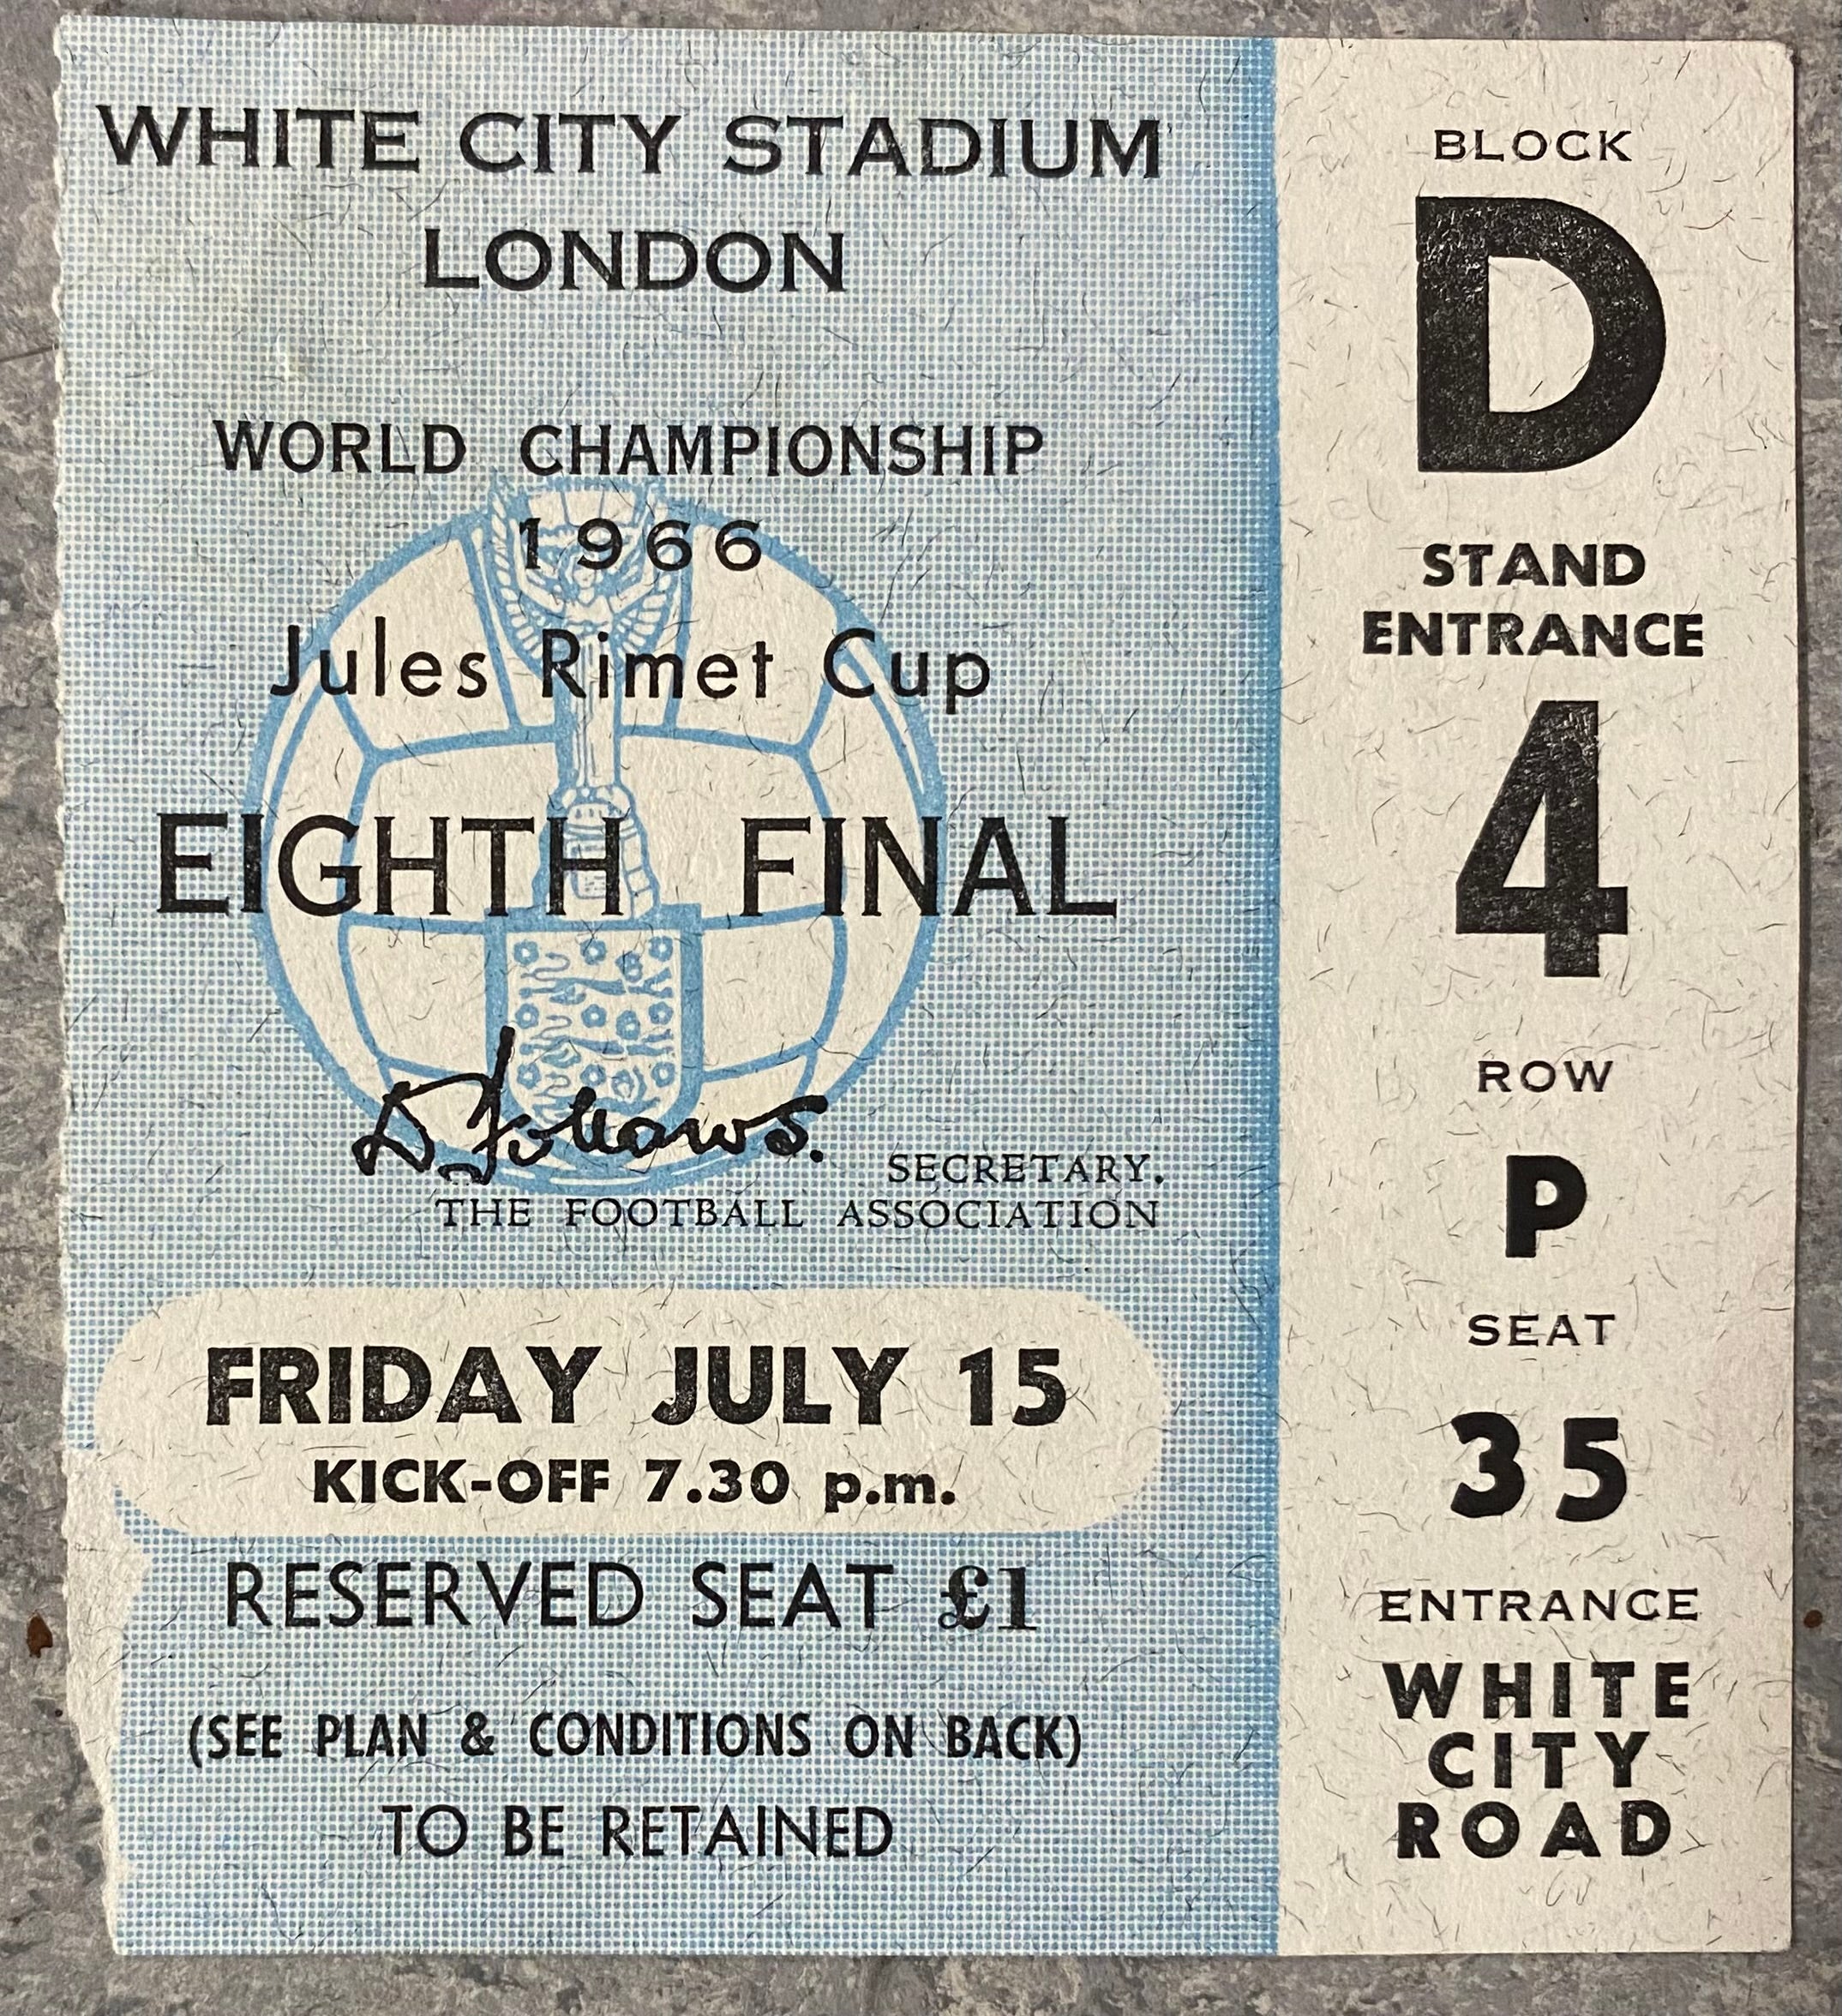 WHITE CITY STADIUM
LONDON
WORLD CHAMPIONSHIP
1966
Jules Rimet Cup
EIGHTH FINAL
D Follows.
SECRETARY.
THE FOOTBALL ASSOCIATION
FRIDAY JULY 15
KICK-OFF 7.30 p.m.
RESERVED SEAT £1
(SEE PLAN & CONDITIONS ON BACK)
TO BE RETAINED
BLOCK
D
STAND
ENTRANCE
4
ROW
P
SEAT
35
ENTRANCE
WHITE
CITY
ROAD